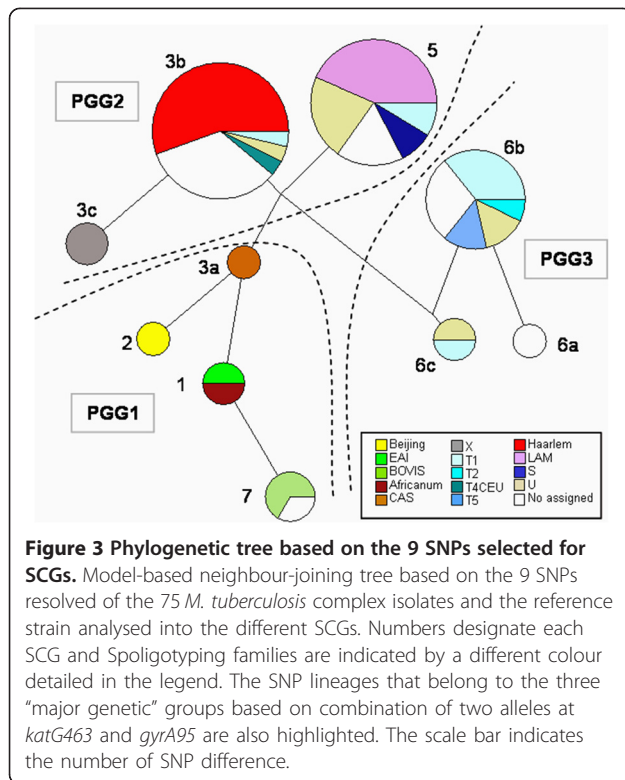 3b
5
PGG2
6b
3c
PGG3
3a
2
6c
6a
1
PGG1
7
Beijing
EAI
BOVIS
Africanum
CAS
X
T1
T2
T4CEU
T5
Haarlem
LAM
S
U
No assigned
Figure 3 Phylogenetic tree based on the 9 SNPs selected for
SCGs. Model-based neighbour-joining tree based on the 9 SNPs
resolved of the 75 M. tuberculosis complex isolates and the reference
strain analysed into the different SCGs. Numbers designate each
SCG and Spoligotyping families are indicated by a different colour
detailed in the legend. The SNP lineages that belong to the three
“major genetic” groups based on combination of two alleles at
katG463 and gyrA95 are also highlighted. The scale bar indicates
the number of SNP difference.